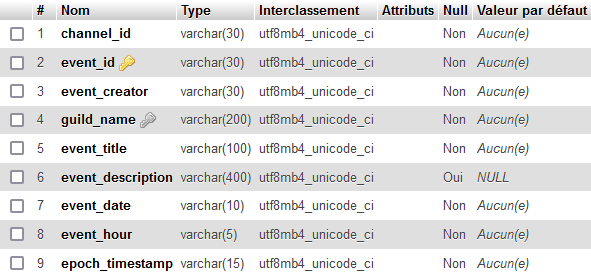 # Nom Type Interclassement Attributs Null Valeur par défaut
1 channel_id varchar(30) utf8mb4_unicode_ci Non Aucun(e)
2 event_id varchar(30) utf8mb4_unicode_ci Non Aucun(e)
3 event_creator varchar(30) utf8mb4_unicode_ci Non Aucun(e)
4 guild_name varchar(200) utf8mb4_unicode_ci Non Aucun(e)
5 event_title varchar(100) utf8mb4_unicode_ci Non Aucun(e)
6 event_description varchar(400) utf8mb4_unicode_ci Oui NULL
7 event_date varchar(10) utf8mb4_unicode_ci Non Aucun(e)
8 event_hour varchar(5) utf8mb4_unicode_ci Non Aucun(e)
9 epoch_timestamp varchar(15) utf8mb4_unicode_ci Non Aucun(e)